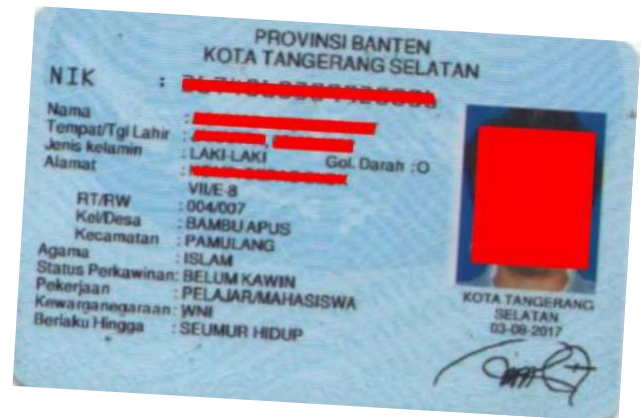 PROVINSI BANTEN
KOTA TANGERANG SELATAN
NIK :
Nama :
Tempat/Tgl Lahir : ,
Jenis kelamin : LAKI-LAKI Gol. Darah : O
Alamat :
VII/E-8
RT/RW : 004/007
Kel/Desa : BAMBU APUS
Kecamatan : PAMULANG
Agama : ISLAM
Status Perkawinan: BELUM KAWIN
Pekerjaan : PELAJAR/MAHASISWA
Kewarganegaraan: WNI
Berlaku Hingga : SEUMUR HIDUP
KOTA TANGERANG
SELATAN
03-08-2017